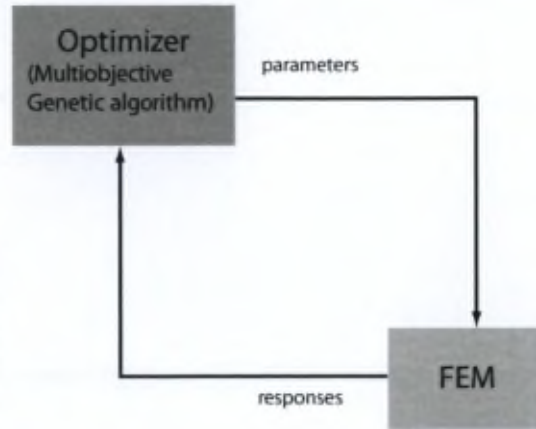 Optimizer
(Multiobjective
Genetic algorithm)
parameters
FEM
responses